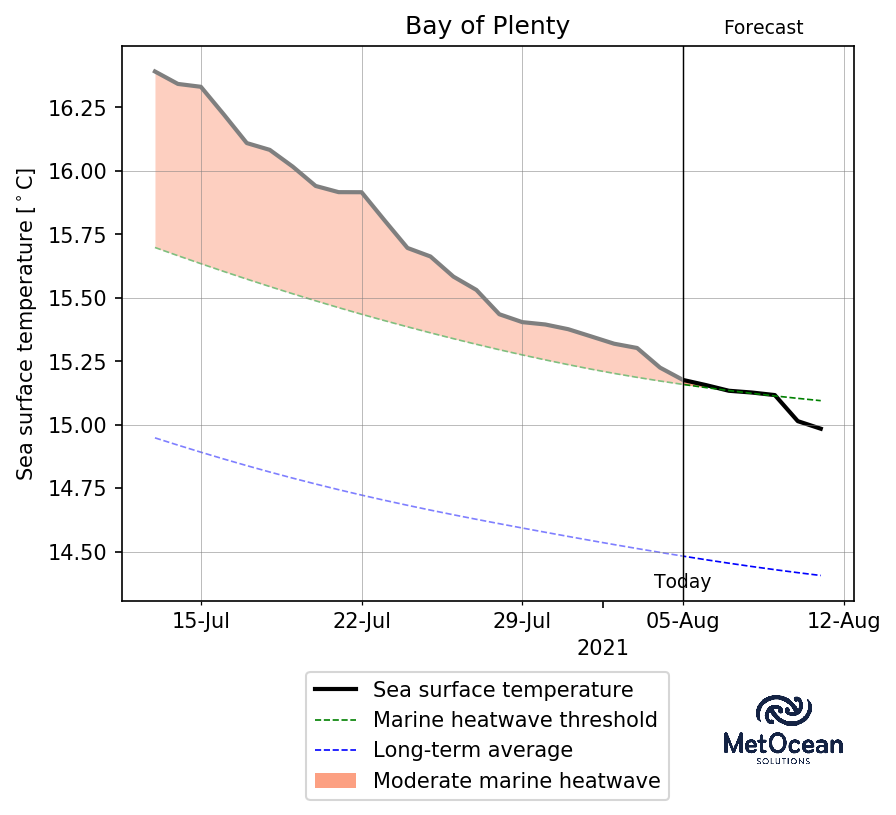 Bay of Plenty
Forecast
Sea surface temperature [°C]
16.25
16.00
15.75
15.50
15.25
15.00
14.75
14.50
Today
15-Jul
22-Jul
29-Jul
05-Aug
12-Aug
2021
Sea surface temperature
Marine heatwave threshold
Long-term average
Moderate marine heatwave
MetOcean
SOLUTIONS